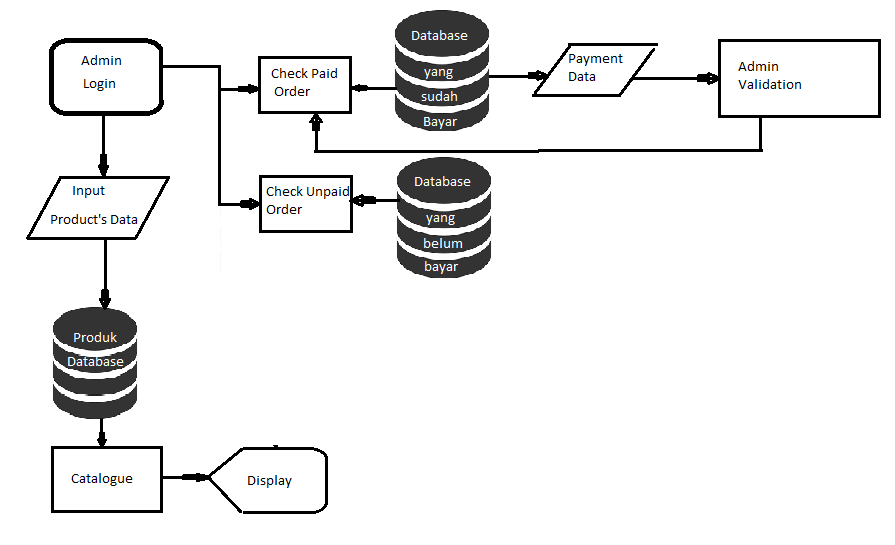 Admin
Login
Check Paid
Order
Database
yang
sudah
Bayar
Payment
Data
Admin
Validation
Input
Product's Data
Check Unpaid
Order
Database
yang
belum
bayar
Produk
Database
Catalogue
Display